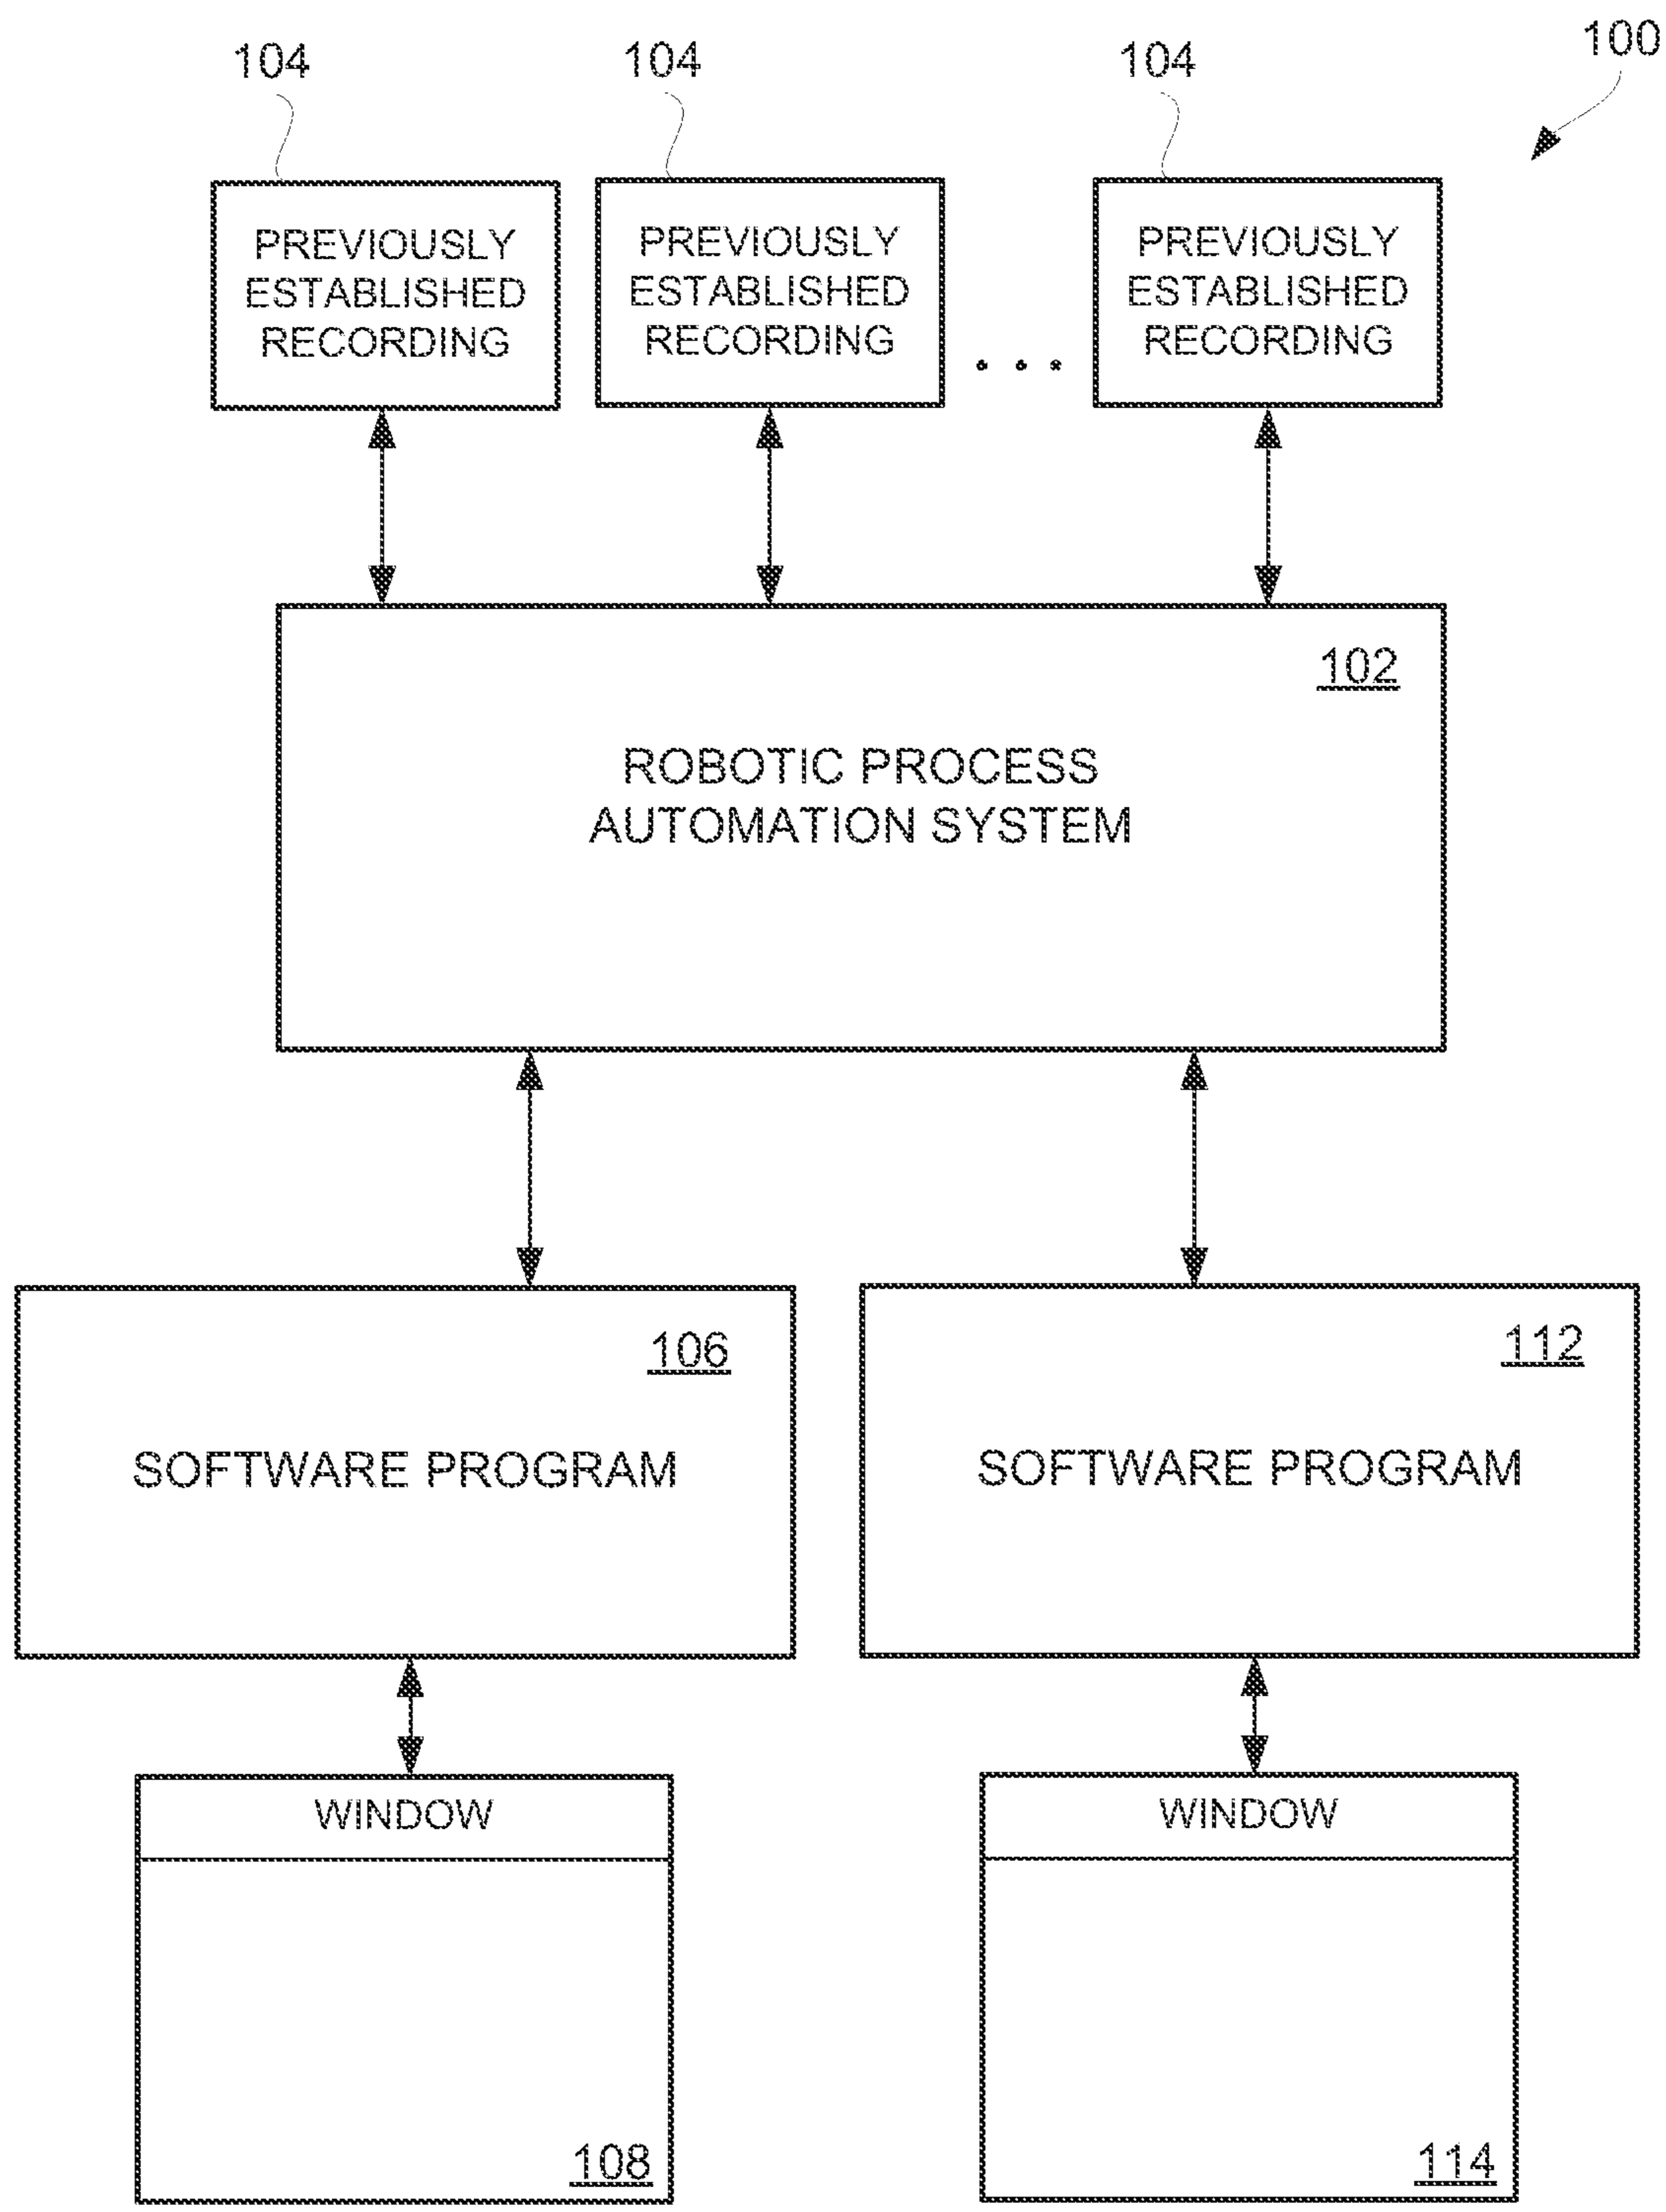 100
104
104
104
PREVIOUSLY
ESTABLISHED
RECORDING
PREVIOUSLY
ESTABLISHED
RECORDING
. . .
PREVIOUSLY
ESTABLISHED
RECORDING
102
ROBOTIC PROCESS
AUTOMATION SYSTEM
106
SOFTWARE PROGRAM
112
SOFTWARE PROGRAM
WINDOW
108
WINDOW
114